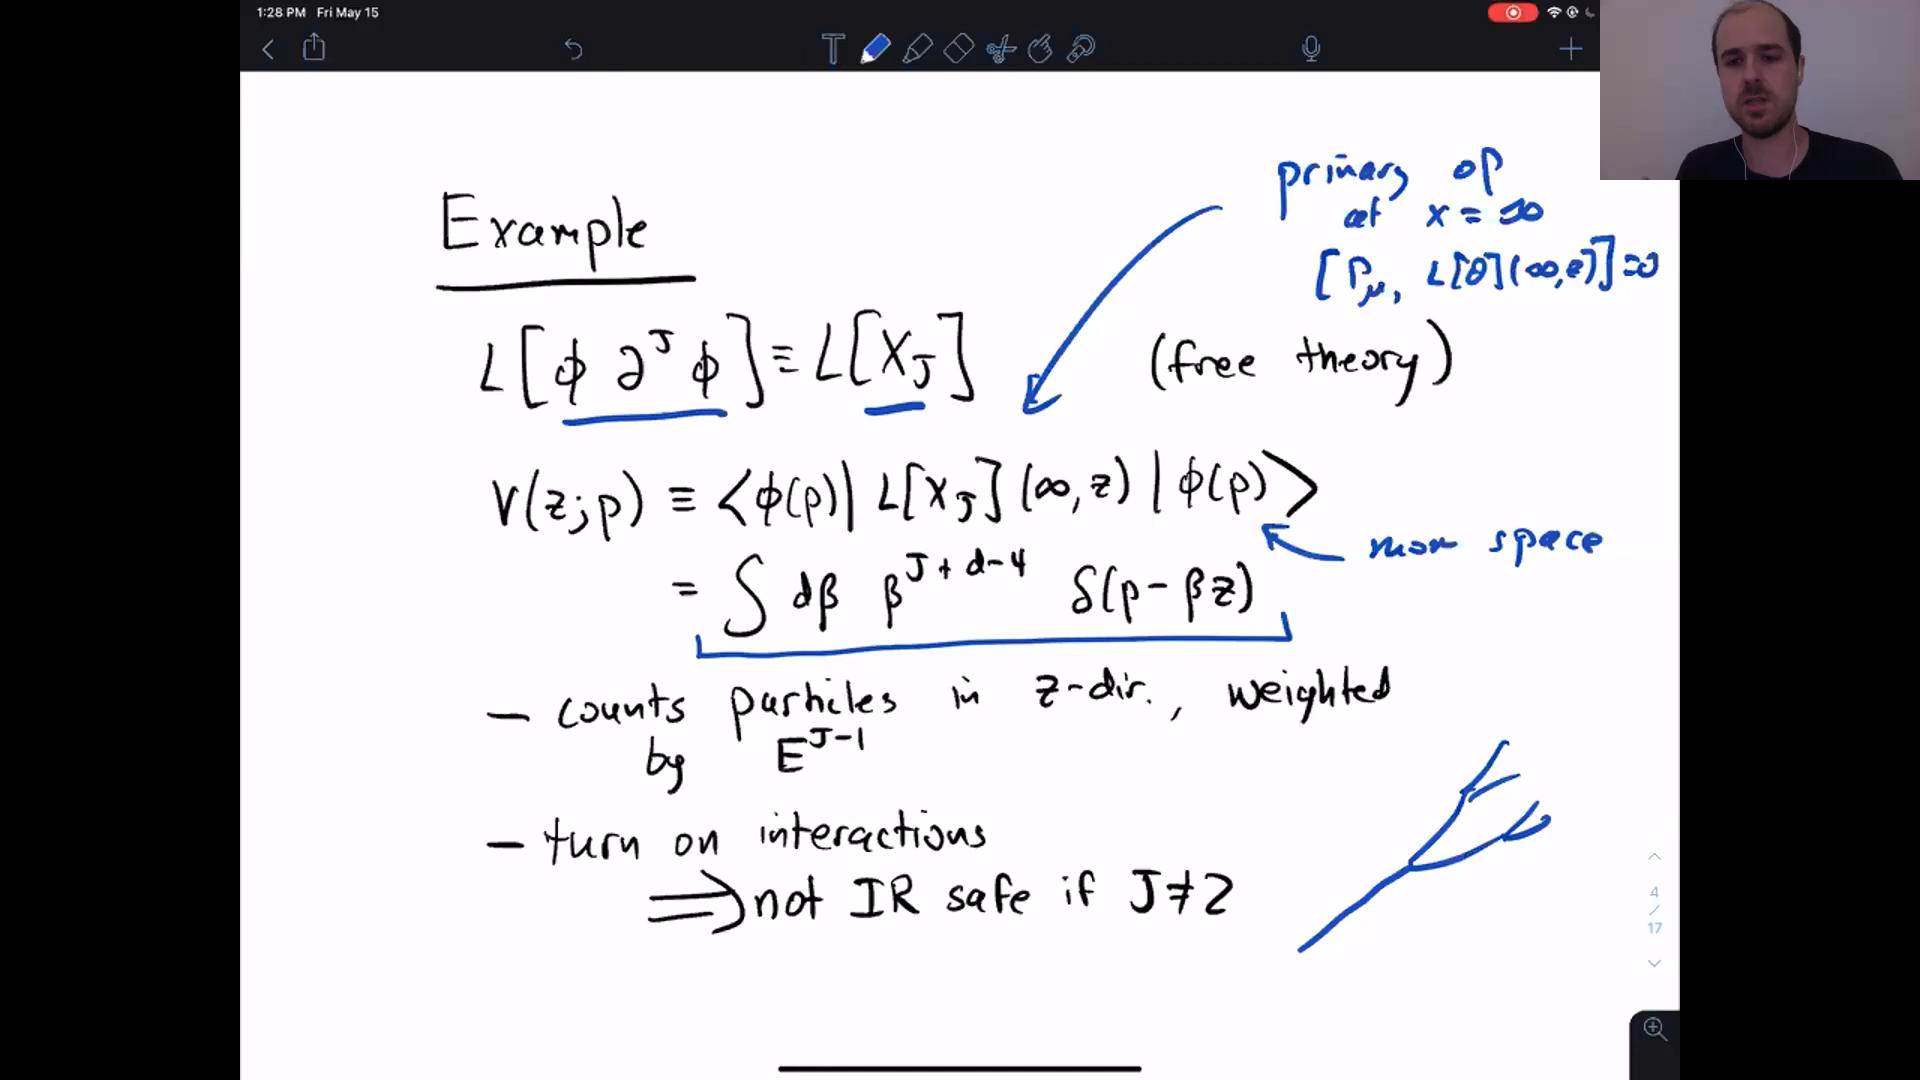 1:28 PM Fri May 15
primary op
at x = ∞
[Pμ, L[O](∞,z)]=0
Example
L[ϕ ∂^J ϕ] ≡ L[X_J]
(free theory)
V(z;p) ≡ <ϕ(p)| L[X_J](∞,z) |ϕ(p)>
mom space
= ∫ dβ β^{J+d-4} δ(p-βz)
- counts particles in z-dir., weighted
by E^{J-1}
- turn on interactions
⟹ not IR safe if J≠2
4
/
17